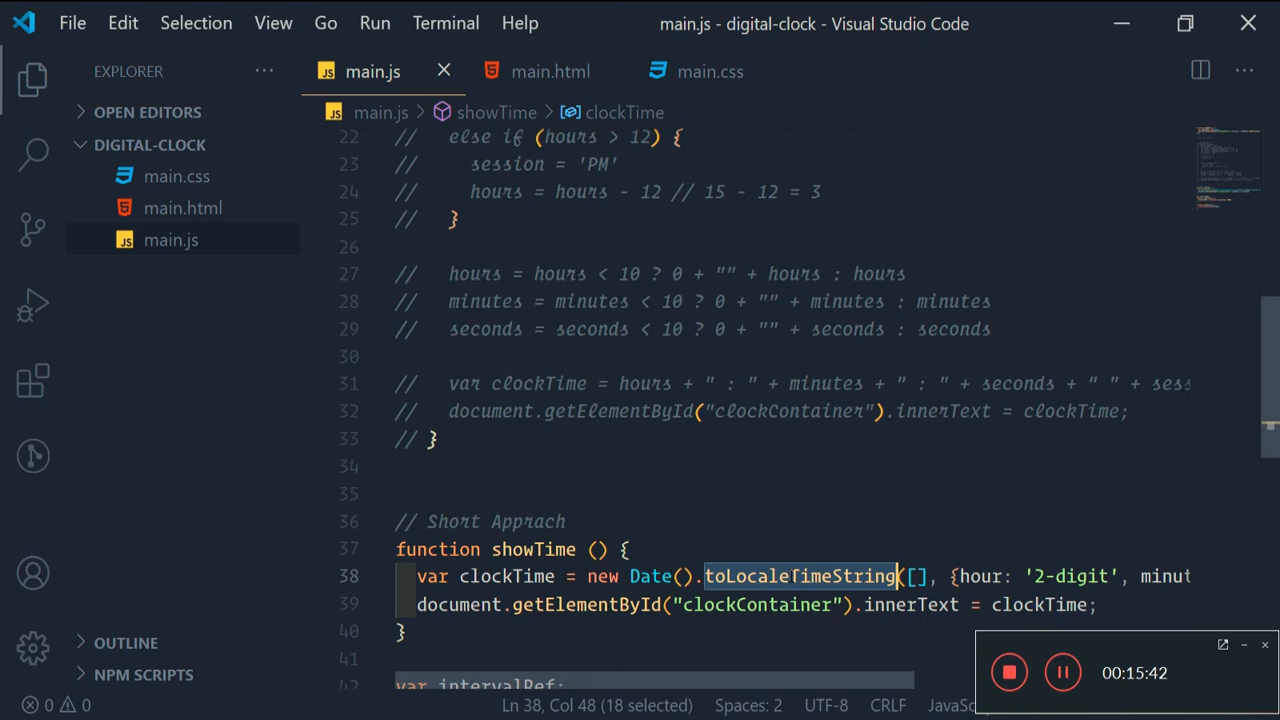 File Edit Selection View Go Run Terminal Help main.js - digital-clock - Visual Studio Code
EXPLORER
main.js main.html main.css
main.js > showTime > clockTime
OPEN EDITORS
DIGITAL-CLOCK
main.css
main.html
main.js
OUTLINE
NPM SCRIPTS
22 // else if (hours > 12) {
23 // session = 'PM'
24 // hours = hours - 12 // 15 - 12 = 3
25 // }
26
27 // hours = hours < 10 ? 0 + "" + hours : hours
28 // minutes = minutes < 10 ? 0 + "" + minutes : minutes
29 // seconds = seconds < 10 ? 0 + "" + seconds : seconds
30
31 // var clockTime = hours + " : " + minutes + " : " + seconds + " " + sess
32 // document.getElementById("clockContainer").innerText = clockTime;
33 // }
34
35
36 // Short Apprach
37 function showTime () {
38 var clockTime = new Date().toLocaleTimeString([], {hour: '2-digit', minut
39 document.getElementById("clockContainer").innerText = clockTime;
40 }
41
42 var intervalRef;
00:15:42
0 0 Ln 38, Col 48 (18 selected) Spaces: 2 UTF-8 CRLF JavaSc